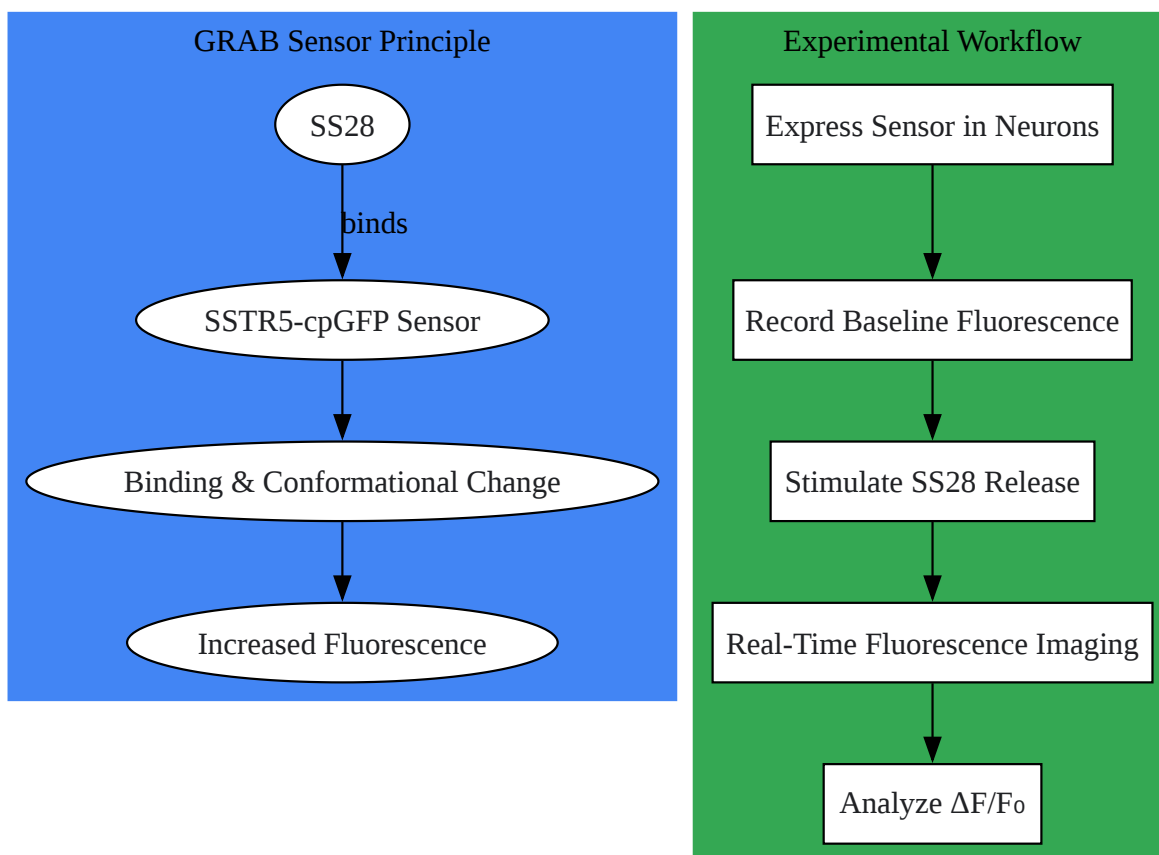 GRAB Sensor Principle
SS28
binds
SSTR5-cpGFP Sensor
Binding & Conformational Change
Increased Fluorescence
Experimental Workflow
Express Sensor in Neurons
Record Baseline Fluorescence
Stimulate SS28 Release
Real-Time Fluorescence Imaging
Analyze ΔF/F₀